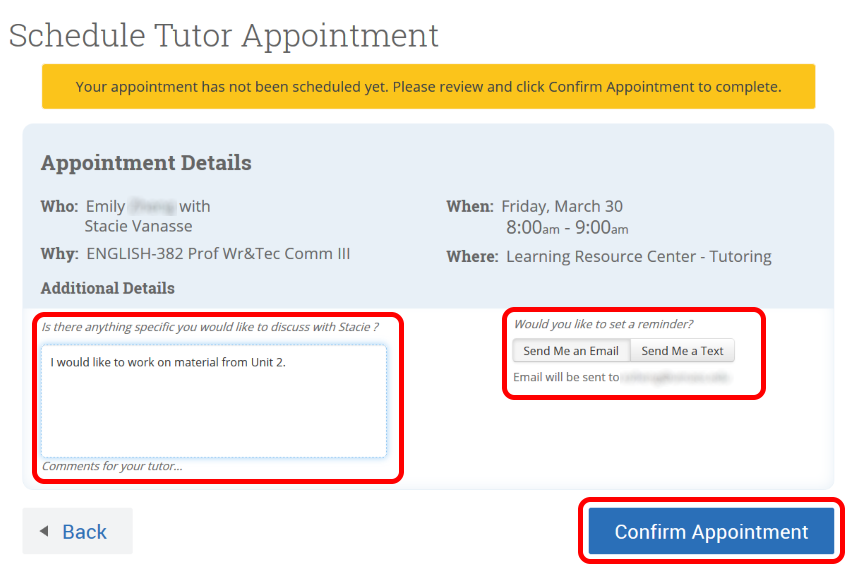 Schedule Tutor Appointment
Your appointment has not been scheduled yet. Please review and click Confirm Appointment to complete.
Appointment Details
Who: Emily with
Stacie Vanasse
Why: ENGLISH-382 Prof Wr&Tec Comm III
When: Friday, March 30
8:00am - 9:00am
Where: Learning Resource Center - Tutoring
Additional Details
Is there anything specific you would like to discuss with Stacie ?
I would like to work on material from Unit 2.
Comments for your tutor...
Would you like to set a reminder?
Send Me an Email Send Me a Text
Email will be sent to
Back
Confirm Appointment